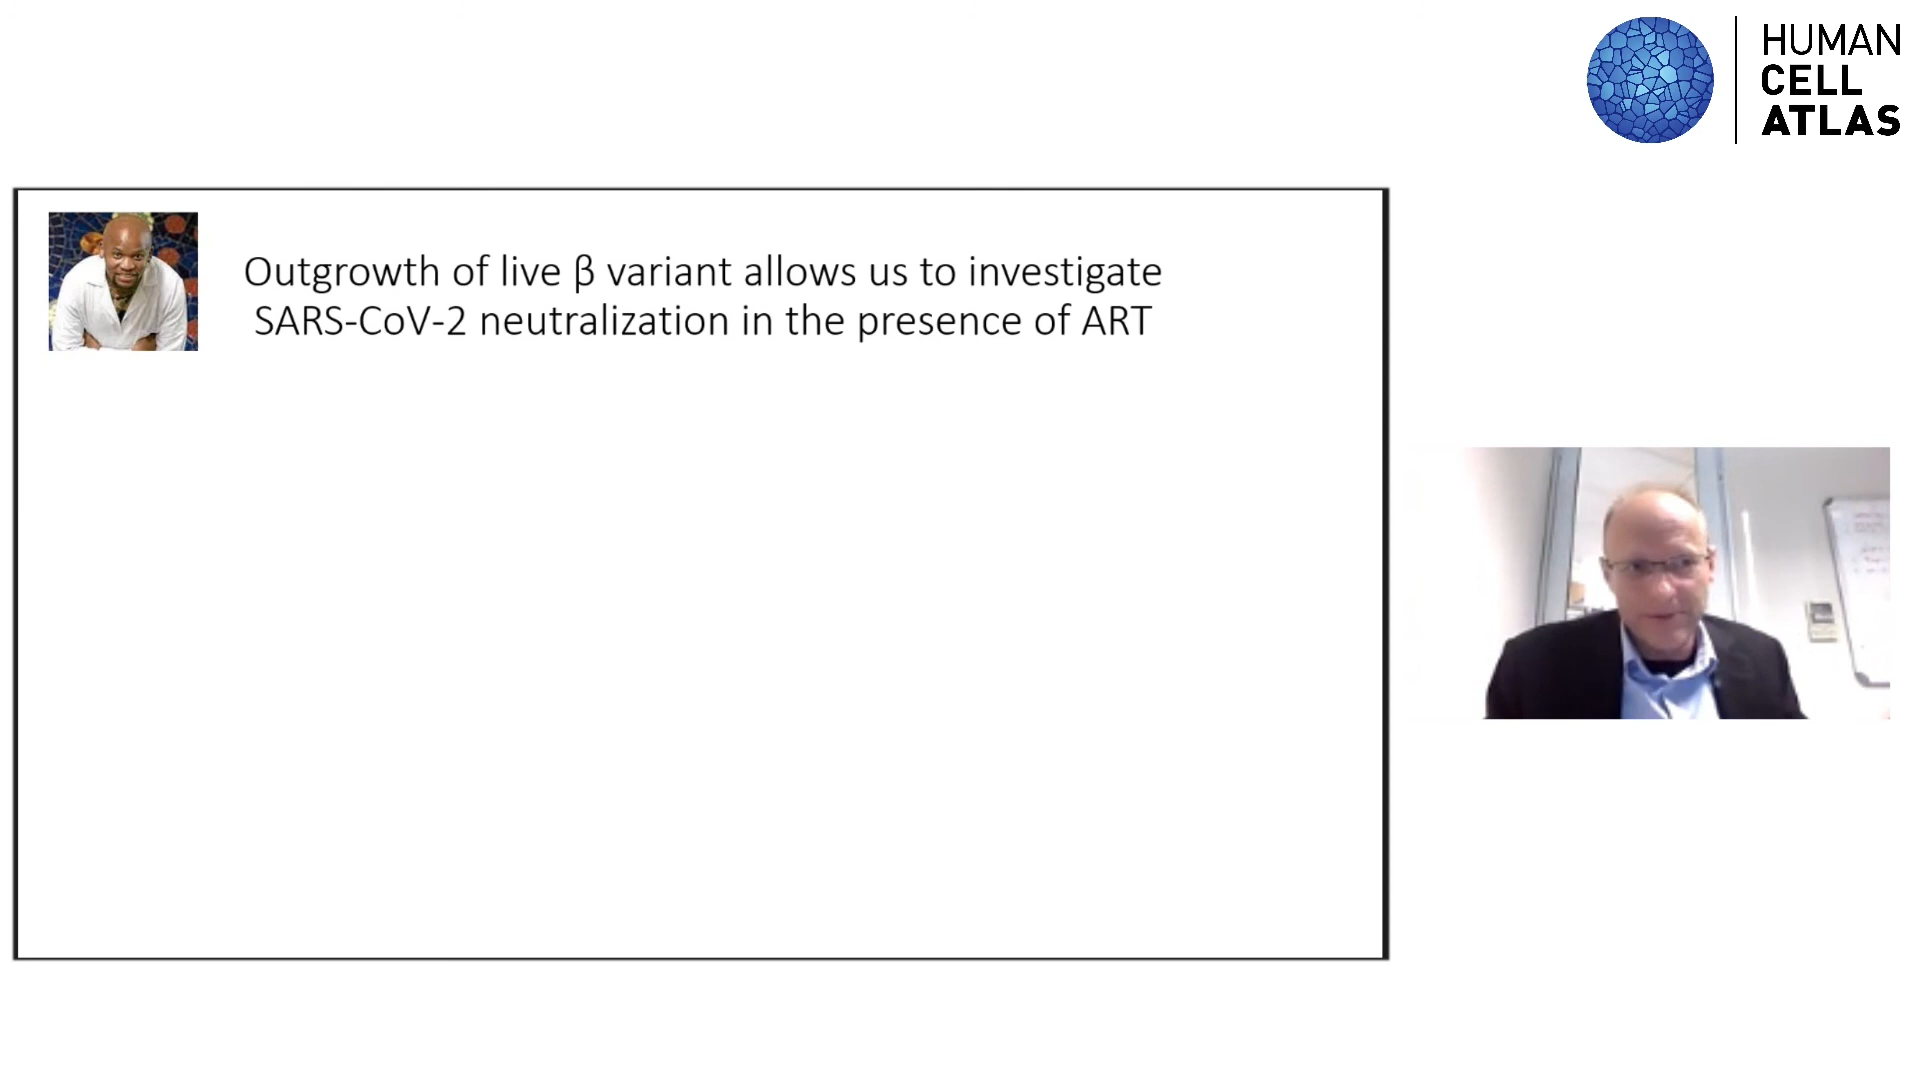 HUMAN
CELL
ATLAS
Outgrowth of live β variant allows us to investigate
SARS-CoV-2 neutralization in the presence of ART